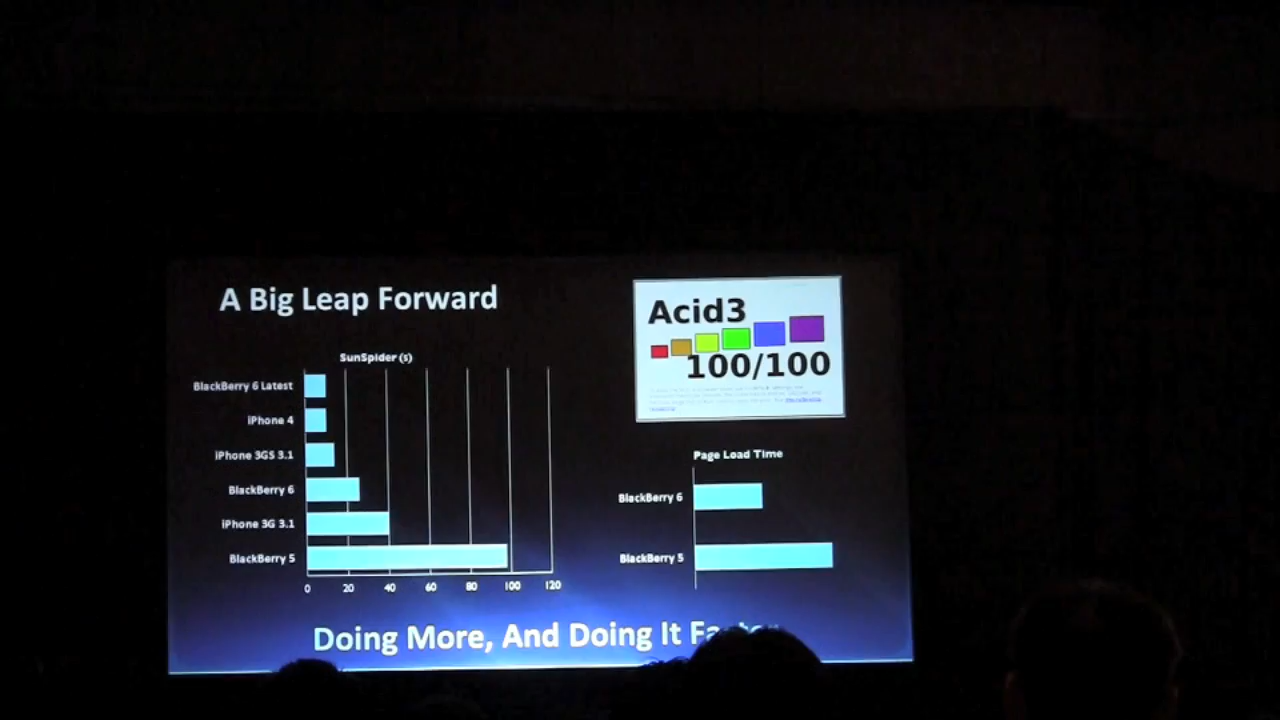 A Big Leap Forward
SunSpider (s)
BlackBerry 6 Latest
iPhone 4
iPhone 3GS 3.1
BlackBerry 6
iPhone 3G 3.1
BlackBerry 5
0 20 40 60 80 100 120
Acid3
100/100
Page Load Time
BlackBerry 6
BlackBerry 5
Doing More, And Doing It